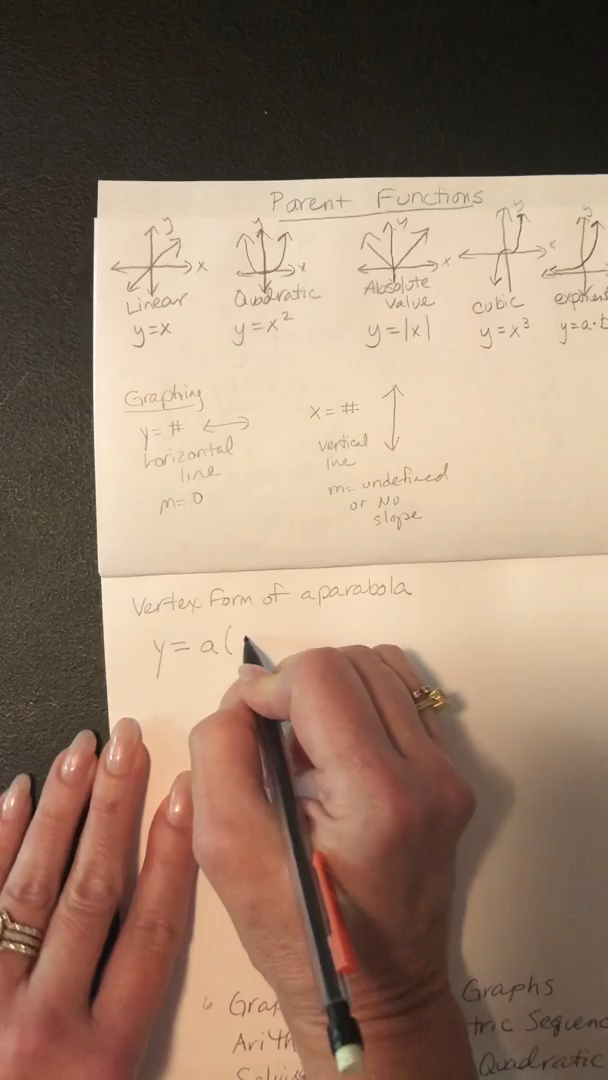 Parent Functions
y y y y y
x x x x
Linear Quadratic Absolute Value cubic
y=x y=x² y=|x| y=x³ y=a·
Graphing
y=# x=#
horizontal line vertical line
m=0 m=undefined or No slope
Vertex Form of a parabola
y=a(
Graphs
Quadratic